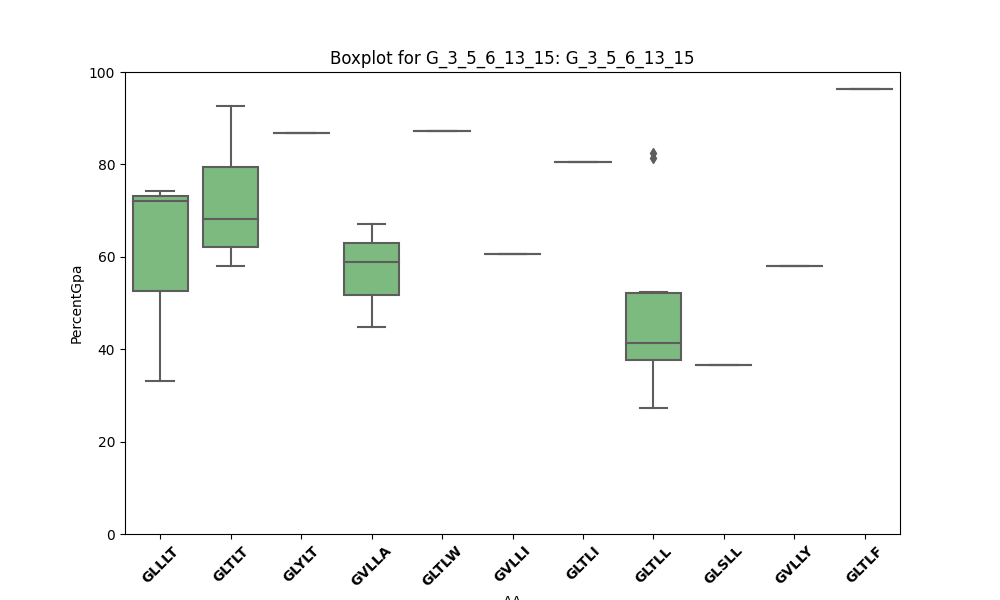 Boxplot for G_3_5_6_13_15: G_3_5_6_13_15
PercentGpa
100
80
60
40
20
0
GLLLT
GLTLT
GLYLT
GVLLA
GLTLW
GVLLI
GLTLI
GLTLL
GLSLL
GVLLY
GLTLF
AA